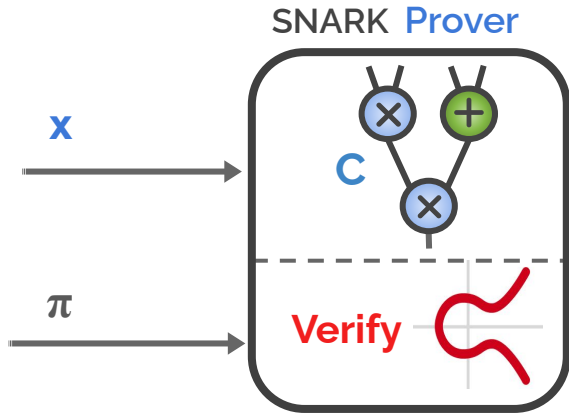 SNARK Prover
x
×
+
C
×
π
Verify